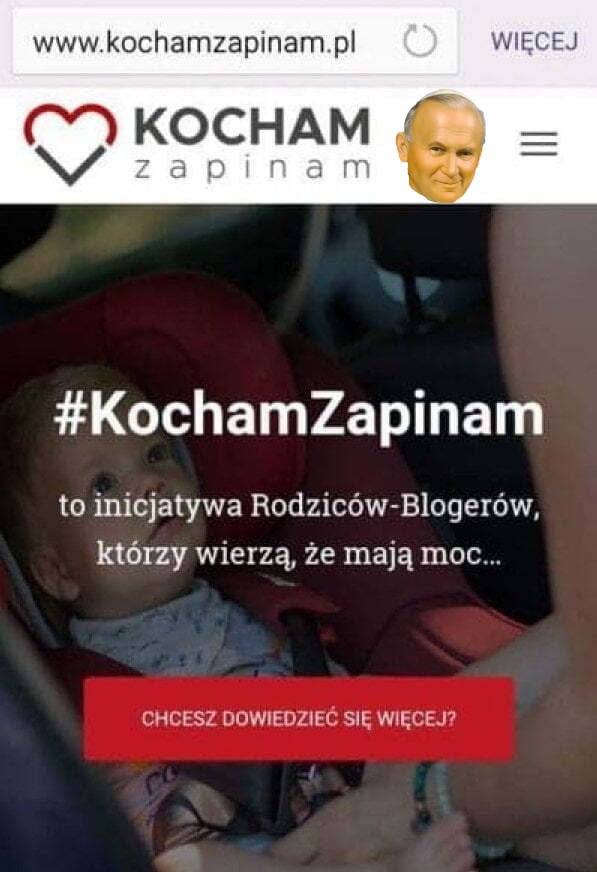 www.kochamzapinam.pl WIĘCEJ
KOCHAM
zapinam
#KochamZapinam
to inicjatywa Rodziców-Blogerów,
którzy wierzą, że mają moc...
CHCESZ DOWIEDZIEĆ SIĘ WIĘCEJ?